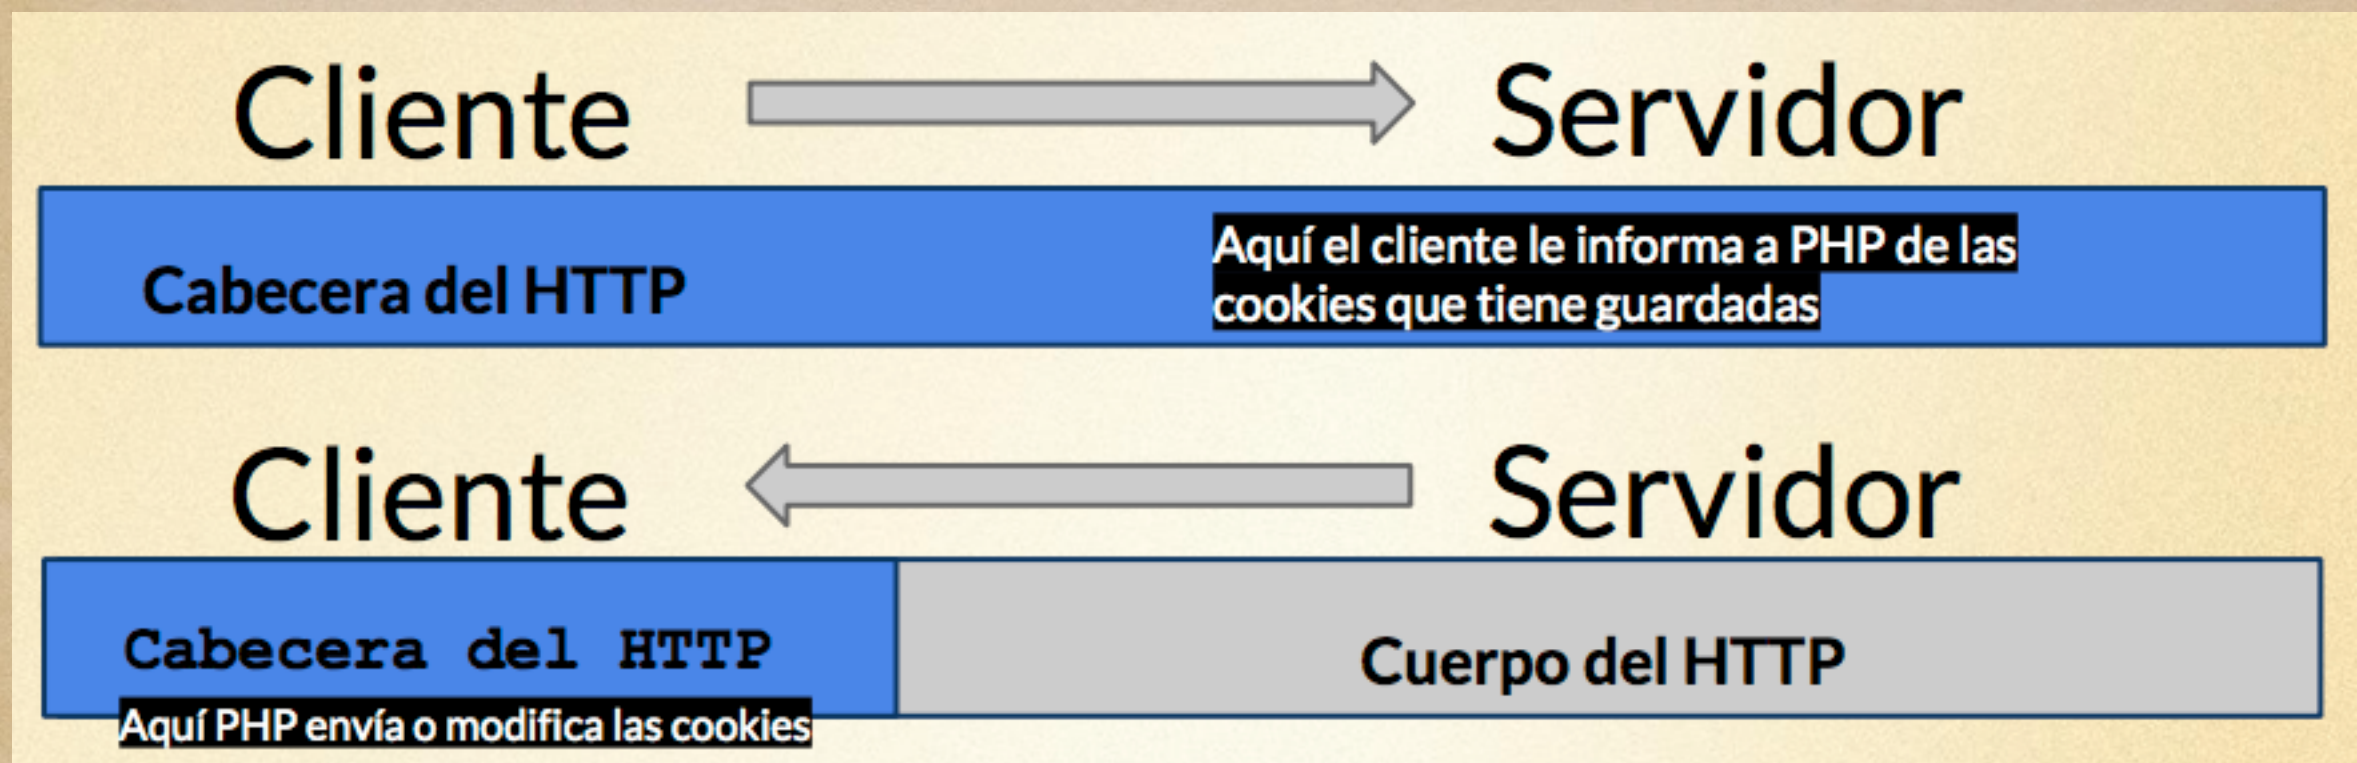 Cliente
Servidor
Cabecera del HTTP
Aquí el cliente le informa a PHP de las
cookies que tiene guardadas
Cliente
Servidor
Cabecera del HTTP
Aquí PHP envía o modifica las cookies
Cuerpo del HTTP